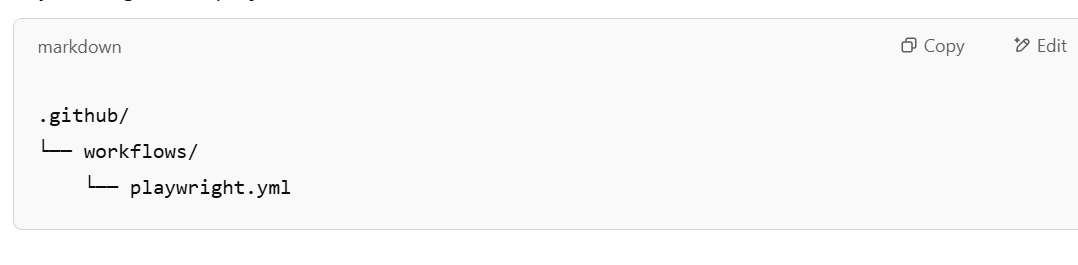 markdown
Copy
Edit
.github/
└── workflows/
    └── playwright.yml